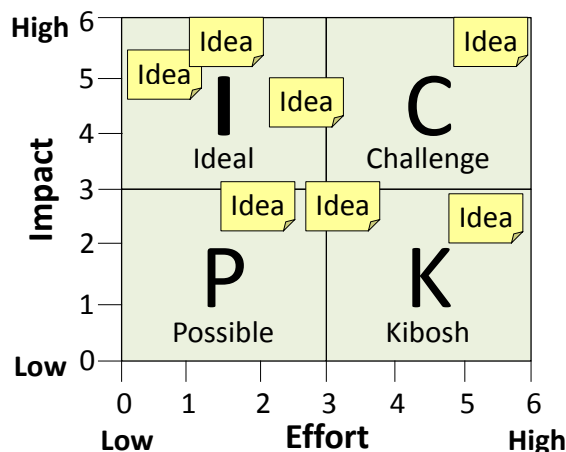 High 6
Idea
Idea
Idea
5
Idea
I
C
4
Ideal
Challenge
Impact
3
Idea
Idea
Idea
2
P
K
1
Possible
Kibosh
Low 0
0 1 2 3 4 5 6
Low Effort High